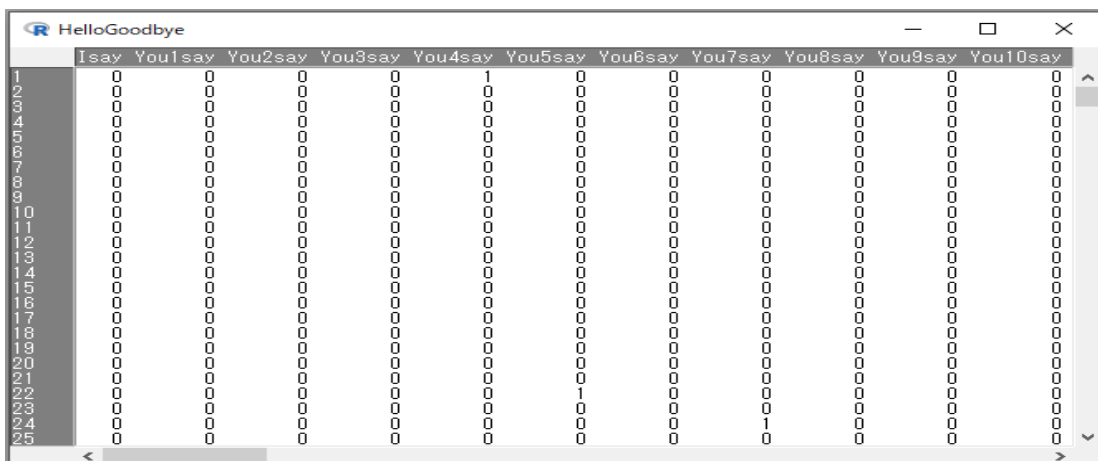 HelloGoodbye
Isay You1say You2say You3say You4say You5say You6say You7say You8say You9say You10say
1 0 0 0 0 1 0 0 0 0 0 0
2 0 0 0 0 0 0 0 0 0 0 0
3 0 0 0 0 0 0 0 0 0 0 0
4 0 0 0 0 0 0 0 0 0 0 0
5 0 0 0 0 0 0 0 0 0 0 0
6 0 0 0 0 0 0 0 0 0 0 0
7 0 0 0 0 0 0 0 0 0 0 0
8 0 0 0 0 0 0 0 0 0 0 0
9 0 0 0 0 0 0 0 0 0 0 0
10 0 0 0 0 0 0 0 0 0 0 0
11 0 0 0 0 0 0 0 0 0 0 0
12 0 0 0 0 0 0 0 0 0 0 0
13 0 0 0 0 0 0 0 0 0 0 0
14 0 0 0 0 0 0 0 0 0 0 0
15 0 0 0 0 0 0 0 0 0 0 0
16 0 0 0 0 0 0 0 0 0 0 0
17 0 0 0 0 0 0 0 0 0 0 0
18 0 0 0 0 0 0 0 0 0 0 0
19 0 0 0 0 0 0 0 0 0 0 0
20 0 0 0 0 0 0 0 0 0 0 0
21 0 0 0 0 0 0 0 0 0 0 0
22 0 0 0 0 0 1 0 0 0 0 0
23 0 0 0 0 0 0 0 0 0 0 0
24 0 0 0 0 0 0 0 1 0 0 0
25 0 0 0 0 0 0 0 0 0 0 0